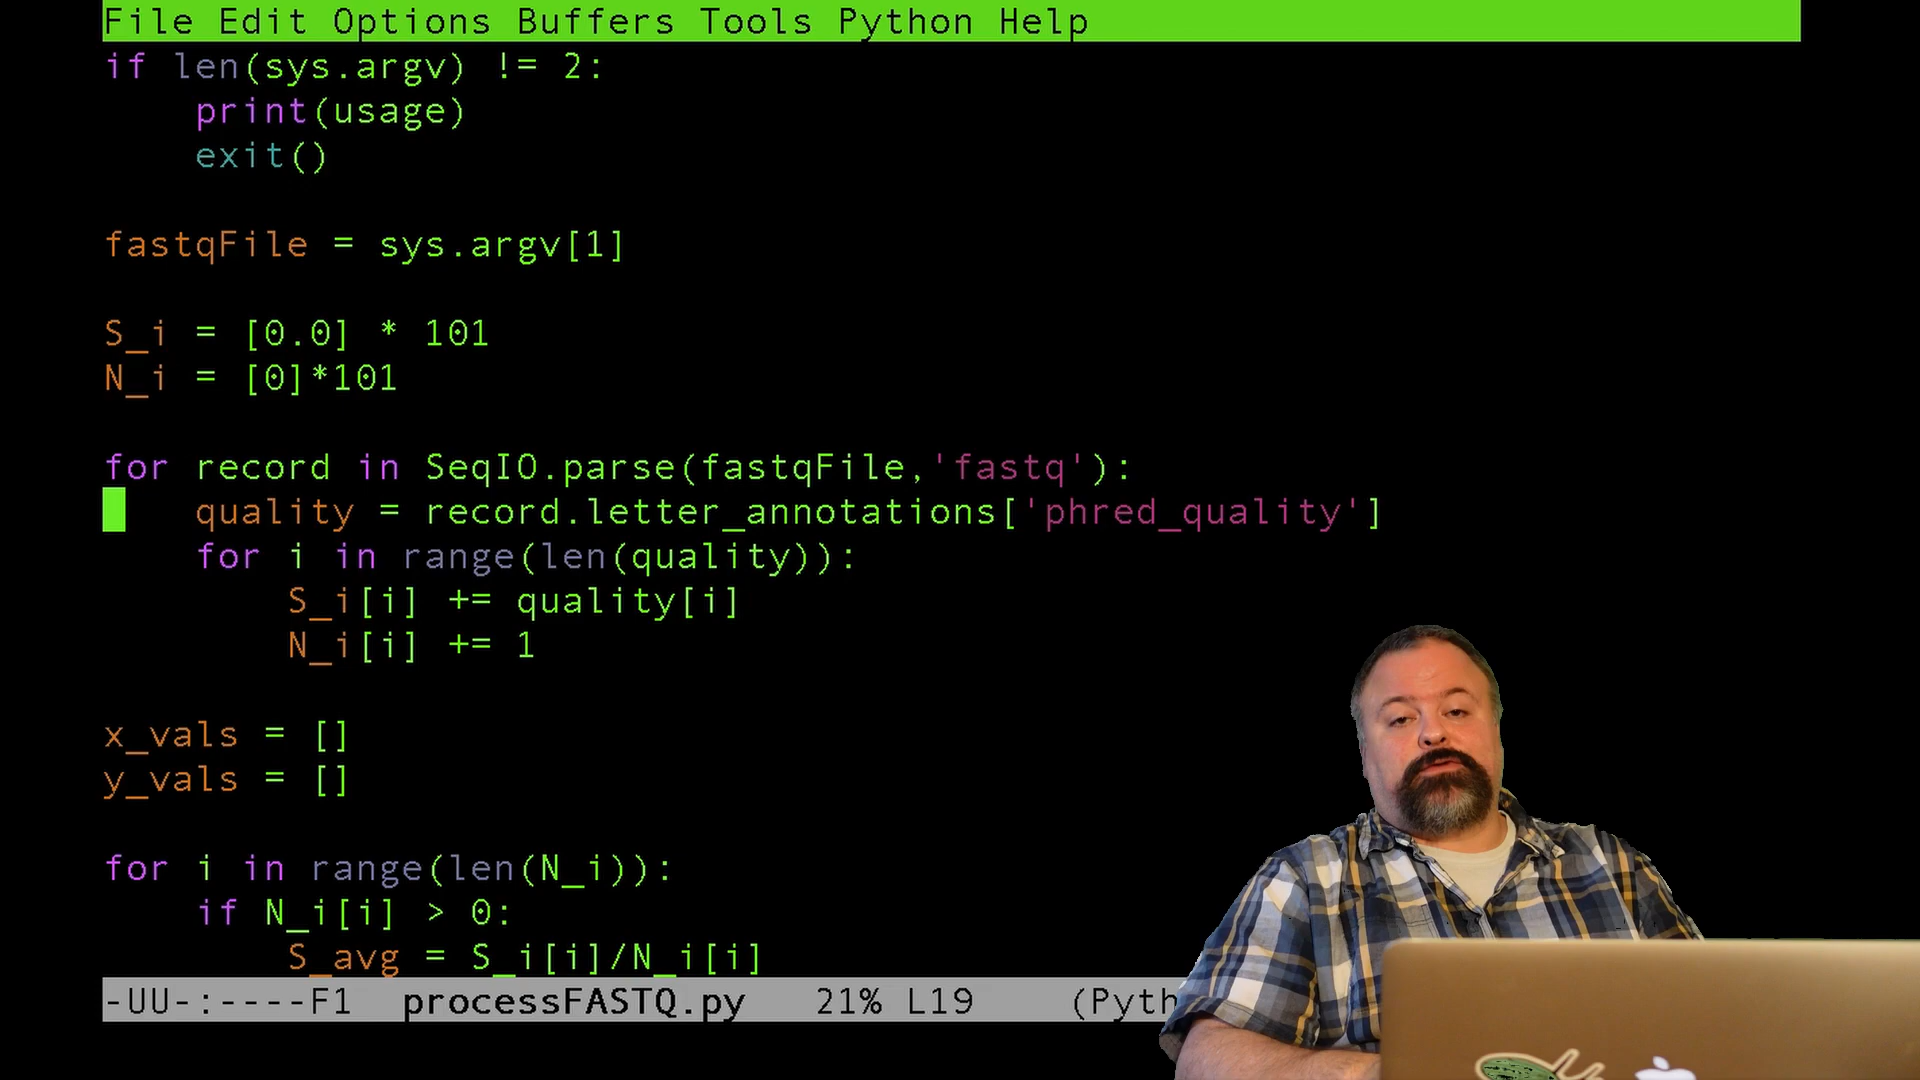 File Edit Options Buffers Tools Python Help
if len(sys.argv) != 2:
    print(usage)
    exit()
fastqFile = sys.argv[1]
S_i = [0.0] * 101
N_i = [0]*101
for record in SeqIO.parse(fastqFile,'fastq'):
    quality = record.letter_annotations['phred_quality']
    for i in range(len(quality)):
        S_i[i] += quality[i]
        N_i[i] += 1
x_vals = []
y_vals = []
for i in range(len(N_i)):
    if N_i[i] > 0:
        S_avg = S_i[i]/N_i[i]
-UU-:----F1  processFASTQ.py   21% L19    (Pyth